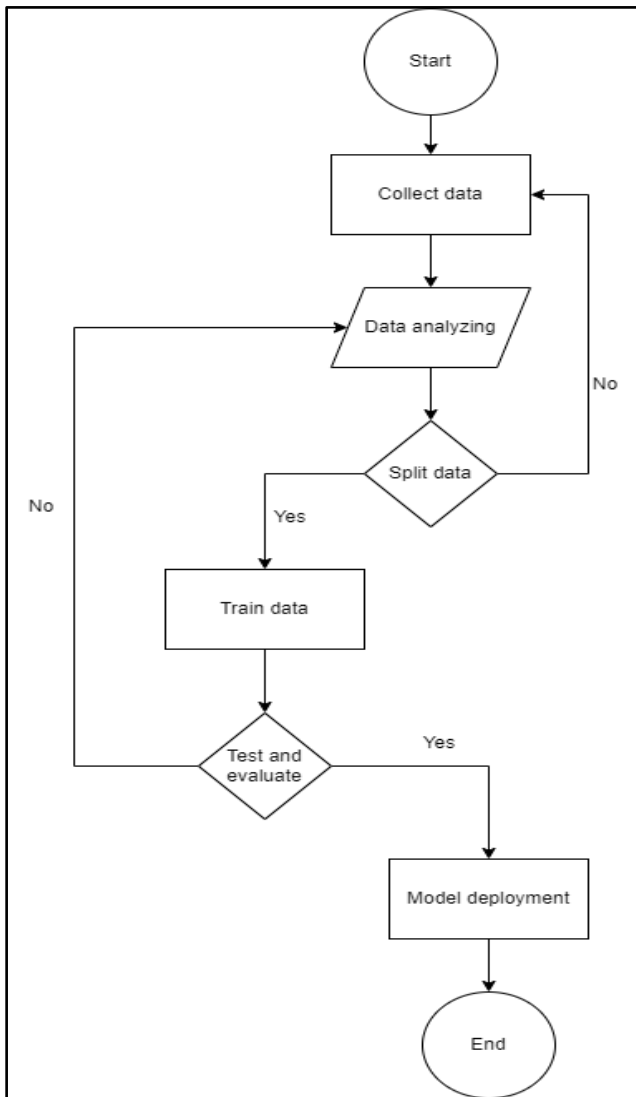 Start
Collect data
Data analyzing
No
Split data
No
Yes
Train data
Test and
evaluate
Yes
Model deployment
End